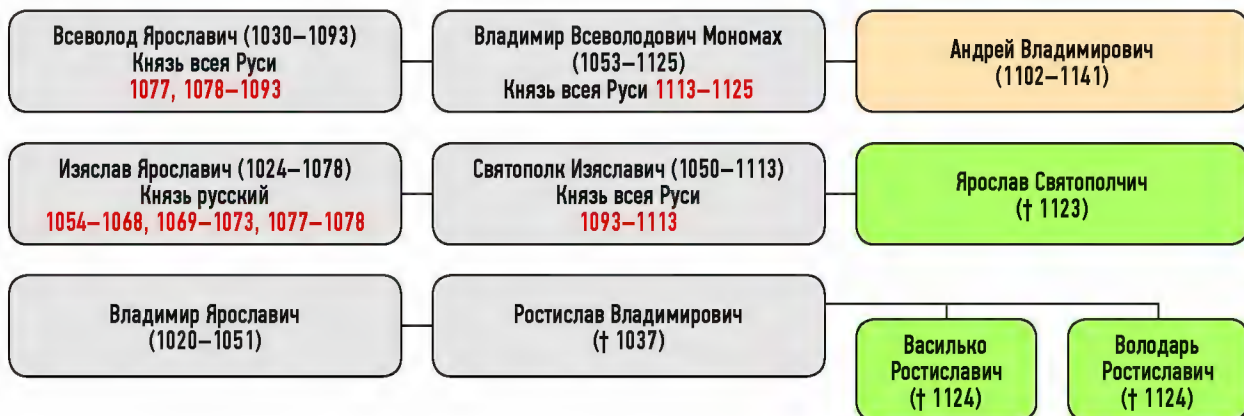 Всеволод Ярославич (1030–1093)
Князь всея Руси
1077, 1078–1093
Владимир Всеволодович Мономах
(1053–1125)
Князь всея Руси 1113–1125
Андрей Владимирович
(1102–1141)
Изяслав Ярославич (1024–1078)
Князь русский
1054–1068, 1069–1073, 1077–1078
Святополк Изяславич (1050–1113)
Князь всея Руси
1093–1113
Ярослав Святополчич
(† 1123)
Владимир Ярославич
(1020–1051)
Ростислав Владимирович
(† 1037)
Василько
Ростиславич
(† 1124)
Володарь
Ростиславич
(† 1124)